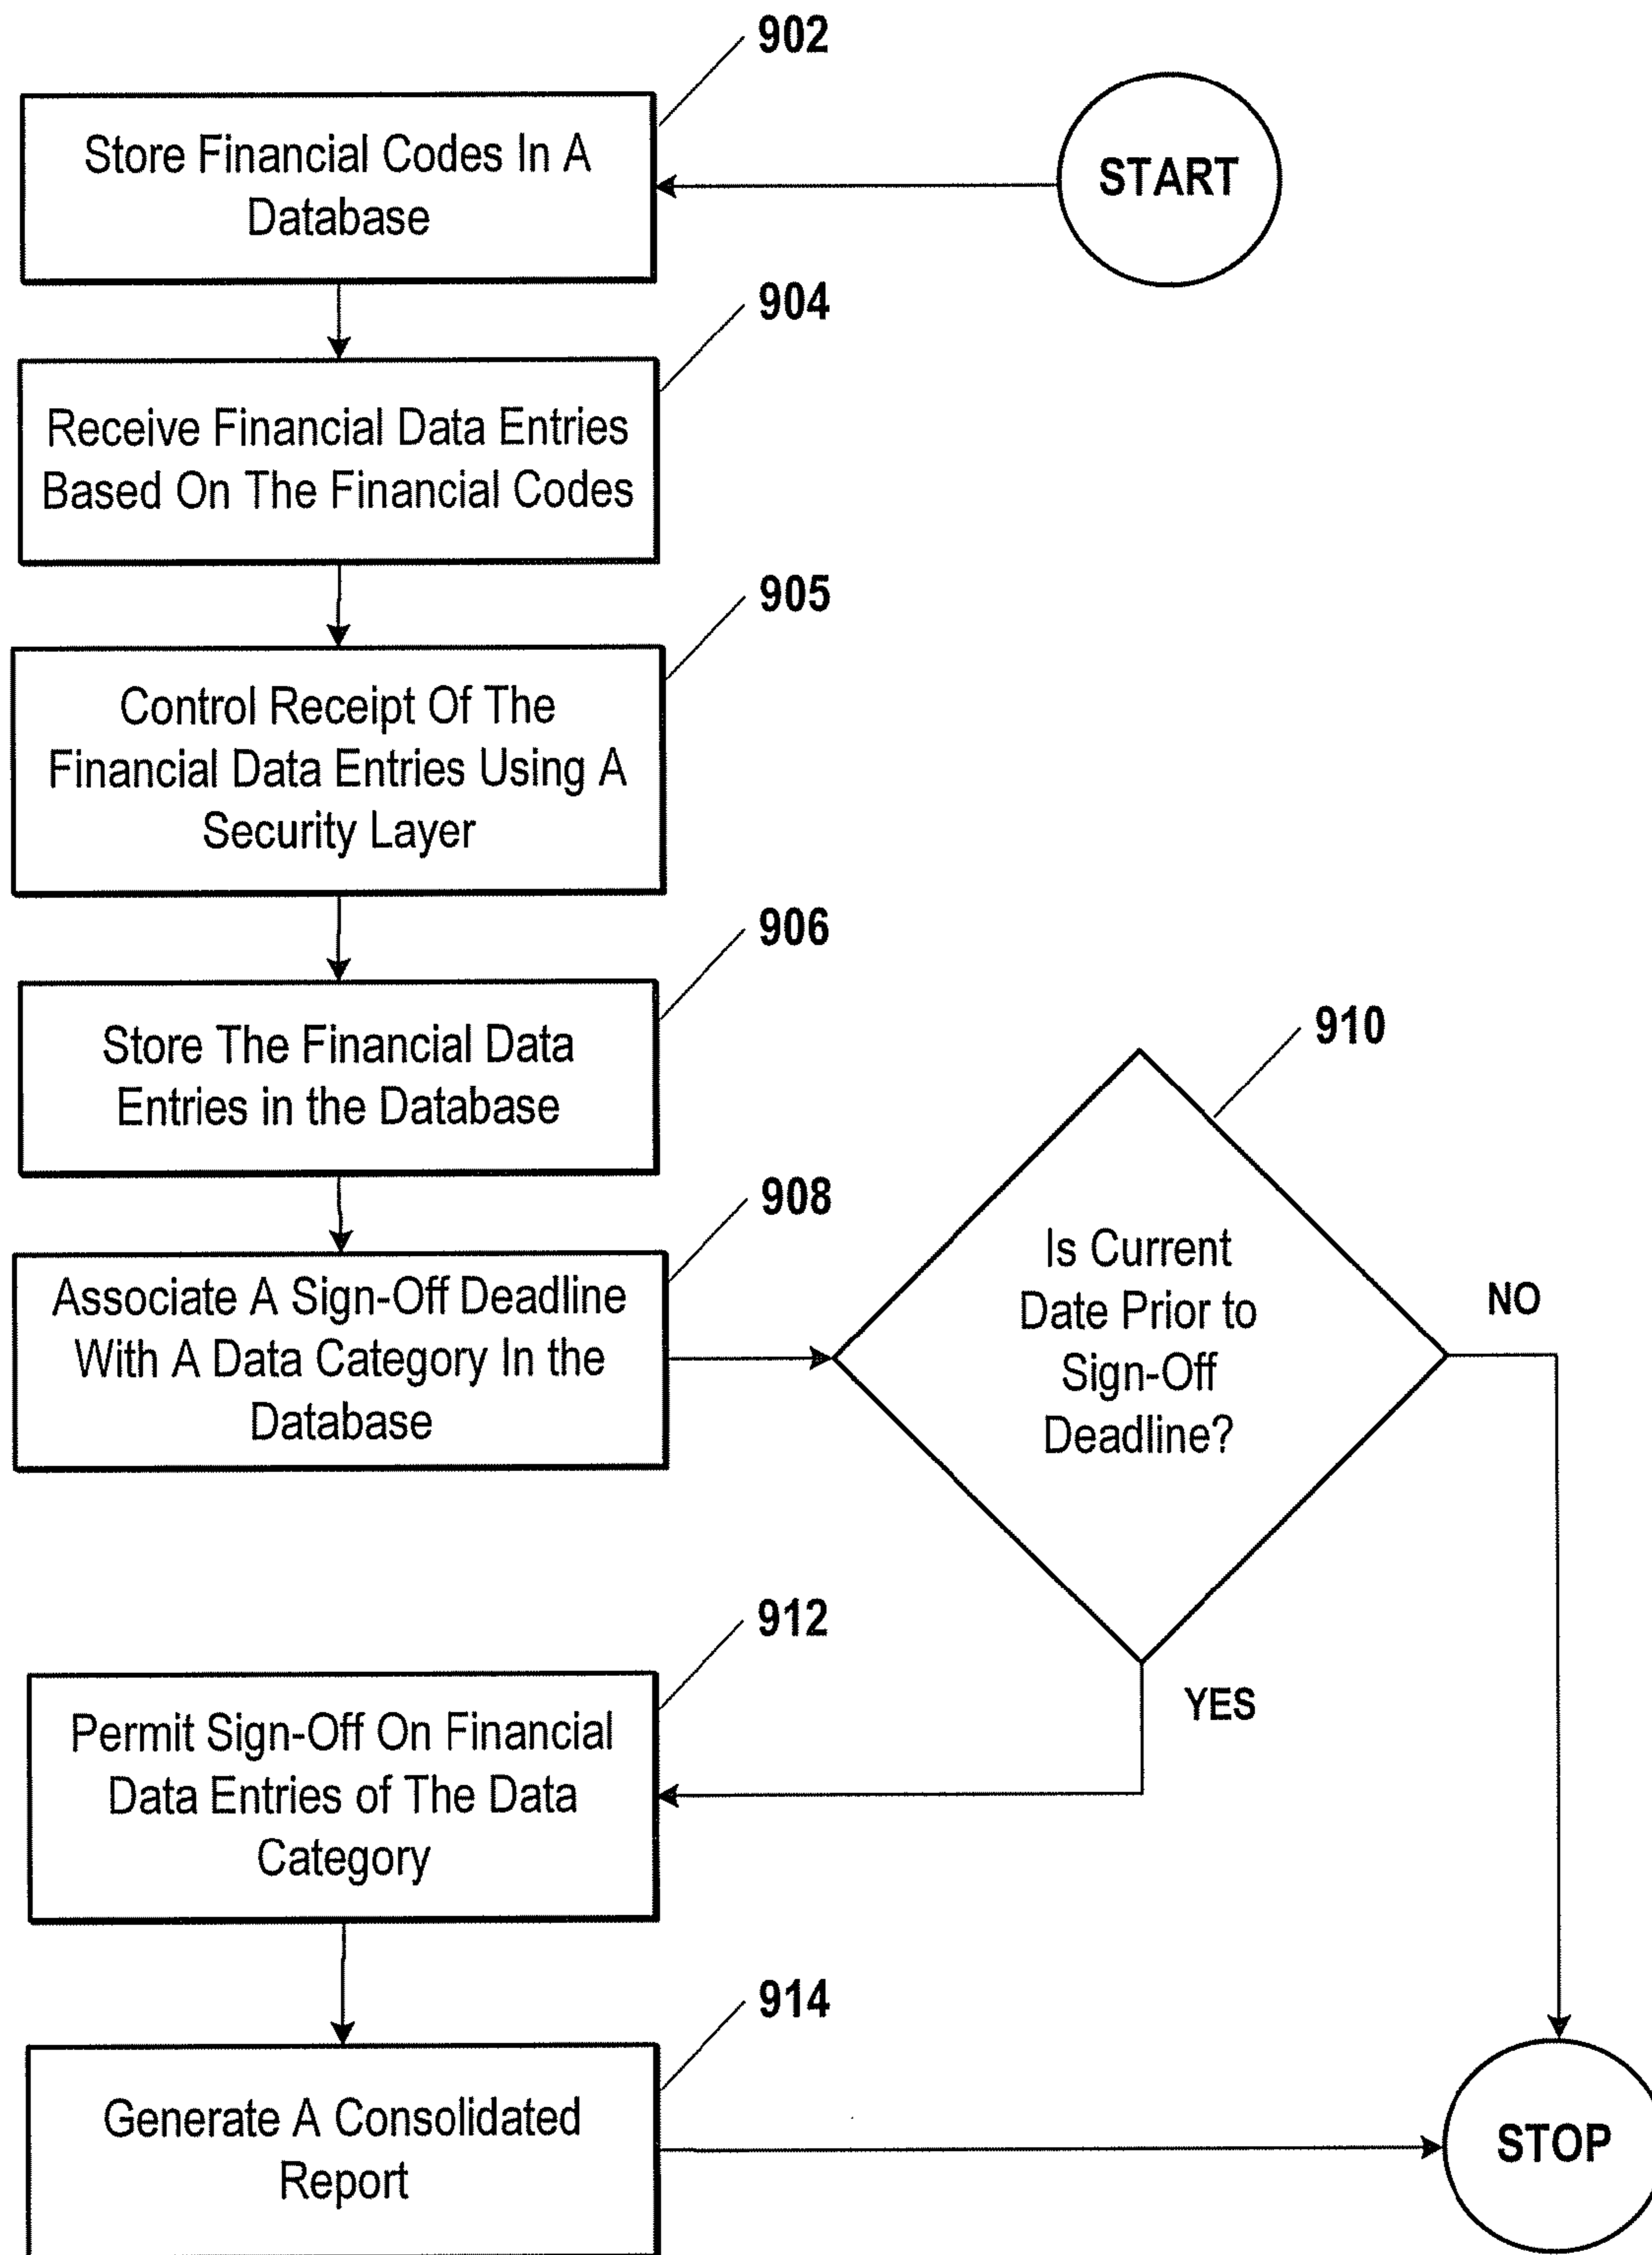 902
Store Financial Codes In A
Database
START
904
Receive Financial Data Entries
Based On The Financial Codes
905
Control Receipt Of The
Financial Data Entries Using A
Security Layer
906
Store The Financial Data
Entries in the Database
908
Associate A Sign-Off Deadline
With A Data Category In the
Database
910
Is Current
Date Prior to
Sign-Off
Deadline?
NO
YES
912
Permit Sign-Off On Financial
Data Entries of The Data
Category
914
Generate A Consolidated
Report
STOP